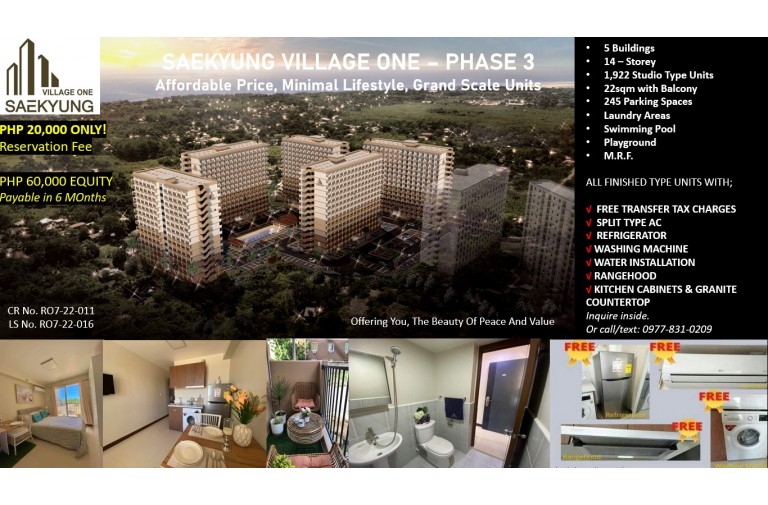 VILLAGE ONE
SAEKYUNG
PHP 20,000 ONLY!
Reservation Fee
PHP 60,000 EQUITY
Payable in 6 MOnths
CR No. RO7-22-011
LS No. RO7-22-016
SAEKYUNG VILLAGE ONE – PHASE 3
Affordable Price, Minimal Lifestyle, Grand Scale Units
Offering You, The Beauty Of Peace And Value
• 5 Buildings
• 14 – Storey
• 1,922 Studio Type Units
• 22sqm with Balcony
• 245 Parking Spaces
• Laundry Areas
• Swimming Pool
• Playground
• M.R.F.
ALL FINISHED TYPE UNITS WITH;
√ FREE TRANSFER TAX CHARGES
√ SPLIT TYPE AC
√ REFRIGERATOR
√ WASHING MACHINE
√ WATER INSTALLATION
√ RANGEHOOD
√ KITCHEN CABINETS & GRANITE
COUNTERTOP
Inquire inside.
Or call/text: 0977-831-0209
FREE
FREE
FREE
FREE